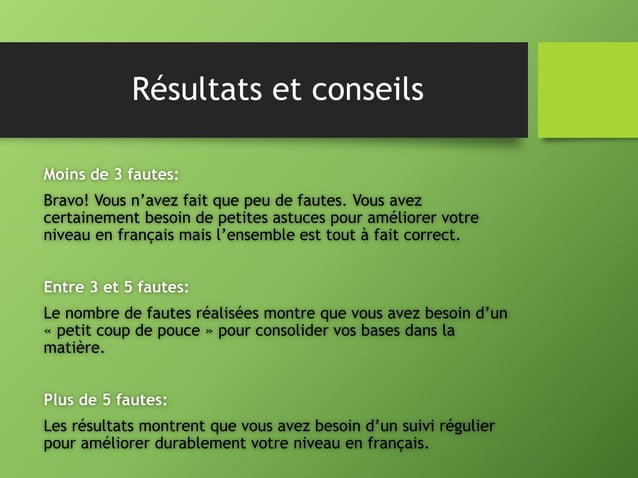 Résultats et conseils
Moins de 3 fautes:
Bravo! Vous n’avez fait que peu de fautes. Vous avez
certainement besoin de petites astuces pour améliorer votre
niveau en français mais l’ensemble est tout à fait correct.
Entre 3 et 5 fautes:
Le nombre de fautes réalisées montre que vous avez besoin d’un
« petit coup de pouce » pour consolider vos bases dans la
matière.
Plus de 5 fautes:
Les résultats montrent que vous avez besoin d’un suivi régulier
pour améliorer durablement votre niveau en français.